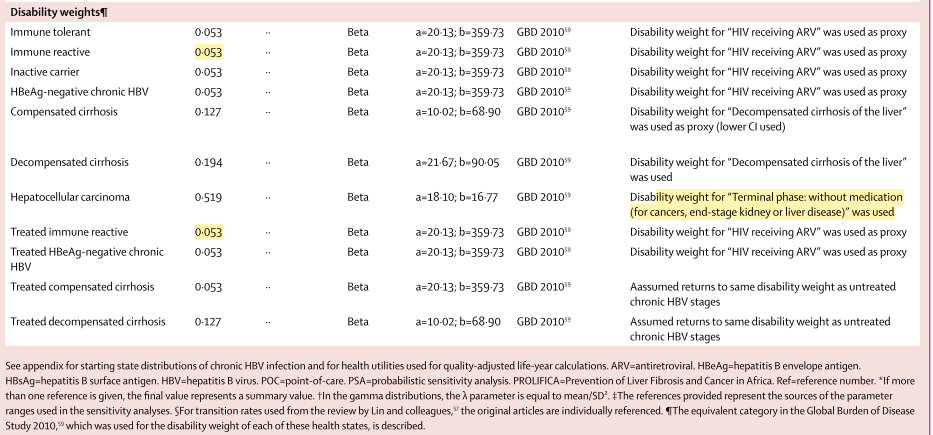 Disability weights¶
Immune tolerant 0·053 ·· Beta a=20·13; b=359·73 GBD 2010⁵⁹ Disability weight for “HIV receiving ARV” was used as proxy
Immune reactive 0·053 ·· Beta a=20·13; b=359·73 GBD 2010⁵⁹ Disability weight for “HIV receiving ARV” was used as proxy
Inactive carrier 0·053 ·· Beta a=20·13; b=359·73 GBD 2010⁵⁹ Disability weight for “HIV receiving ARV” was used as proxy
HBeAg-negative chronic HBV 0·053 ·· Beta a=20·13; b=359·73 GBD 2010⁵⁹ Disability weight for “HIV receiving ARV” was used as proxy
Compensated cirrhosis 0·127 ·· Beta a=10·02; b=68·90 GBD 2010⁵⁹ Disability weight for “Decompensated cirrhosis of the liver”
was used as proxy (lower CI used)
Decompensated cirrhosis 0·194 ·· Beta a=21·67; b=90·05 GBD 2010⁵⁹ Disability weight for “Decompensated cirrhosis of the liver”
was used
Hepatocellular carcinoma 0·519 ·· Beta a=18·10; b=16·77 GBD 2010⁵⁹ Disability weight for “Terminal phase: without medication
(for cancers, end-stage kidney or liver disease)” was used
Treated immune reactive 0·053 ·· Beta a=20·13; b=359·73 GBD 2010⁵⁹ Disability weight for “HIV receiving ARV” was used as proxy
Treated HBeAg-negative chronic 0·053 ·· Beta a=20·13; b=359·73 GBD 2010⁵⁹ Disability weight for “HIV receiving ARV” was used as proxy
HBV
Treated compensated cirrhosis 0·053 ·· Beta a=20·13; b=359·73 GBD 2010⁵⁹ Aassumed returns to same disability weight as untreated
chronic HBV stages
Treated decompensated cirrhosis 0·127 ·· Beta a=10·02; b=68·90 GBD 2010⁵⁹ Assumed returns to same disability weight as untreated
chronic HBV stages
See appendix for starting state distributions of chronic HBV infection and for health utilities used for quality-adjusted life-year calculations. ARV=antiretroviral. HBeAg=hepatitis B envelope antigen.
HBsAg=hepatitis B surface antigen. HBV=hepatitis B virus. POC=point-of-care. PSA=probabilistic sensitivity analysis. PROLIFICA=Prevention of Liver Fibrosis and Cancer in Africa. Ref=reference number. *If more
than one reference is given, the final value represents a summary value. †In the gamma distributions, the λ parameter is equal to mean/SD². ‡The references provided represent the sources of the parameter
ranges used in the sensitivity analyses. §For transition rates used from the review by Lin and colleagues,⁵⁷ the original articles are individually referenced. ¶The equivalent category in the Global Burden of Disease
Study 2010,⁵⁹ which was used for the disability weight of each of these health states, is described.